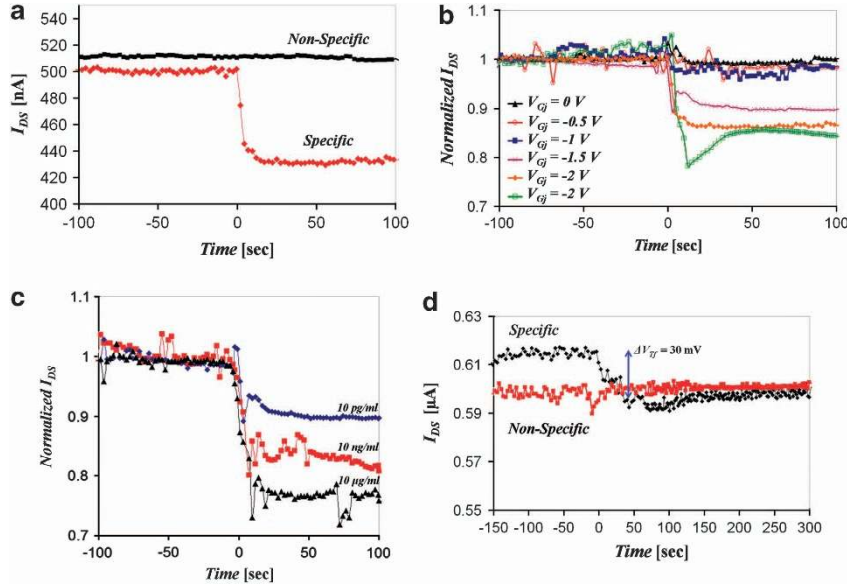 a
I_DS [nA]
560
540
520
500
480
460
440
420
400
Non-Specific
Specific
-100 -50 0 50 100
Time [sec]
b
Normalized I_DS
1.1
1
0.9
0.8
0.7
V_Gj = 0 V
V_Gj = -0.5 V
V_Gj = -1 V
V_Gj = -1.5 V
V_Gj = -2 V
V_Gj = -2 V
-100 -50 0 50 100
Time [sec]
c
Normalized I_DS
1.1
1
0.9
0.8
0.7
10 pg/ml
10 ng/ml
10 µg/ml
-100 -50 0 50 100
Time [sec]
d
I_DS [µA]
0.63
0.61
0.59
0.57
0.55
Specific
ΔV_Tf = 30 mV
Non-Specific
-150 -100 -50 0 50 100 150 200 250 300
Time [sec]